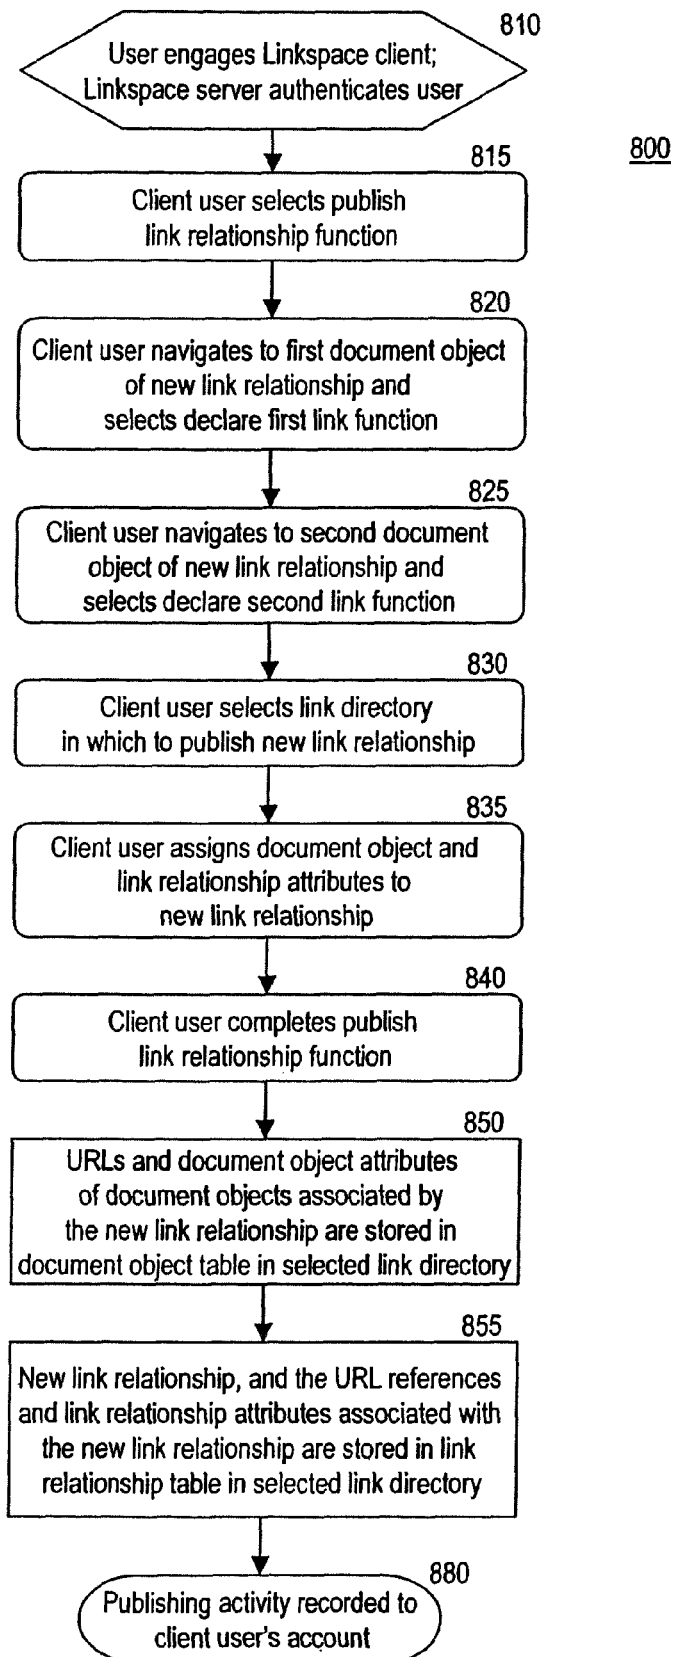 810
User engages Linkspace client;
Linkspace server authenticates user
800
815
Client user selects publish
link relationship function
820
Client user navigates to first document object
of new link relationship and
selects declare first link function
825
Client user navigates to second document
object of new link relationship and
selects declare second link function
830
Client user selects link directory
in which to publish new link relationship
835
Client user assigns document object and
link relationship attributes to
new link relationship
840
Client user completes publish
link relationship function
850
URLs and document object attributes
of document objects associated by
the new link relationship are stored in
document object table in selected link directory
855
New link relationship, and the URL references
and link relationship attributes associated with
the new link relationship are stored in link
relationship table in selected link directory
880
Publishing activity recorded to
client user's account